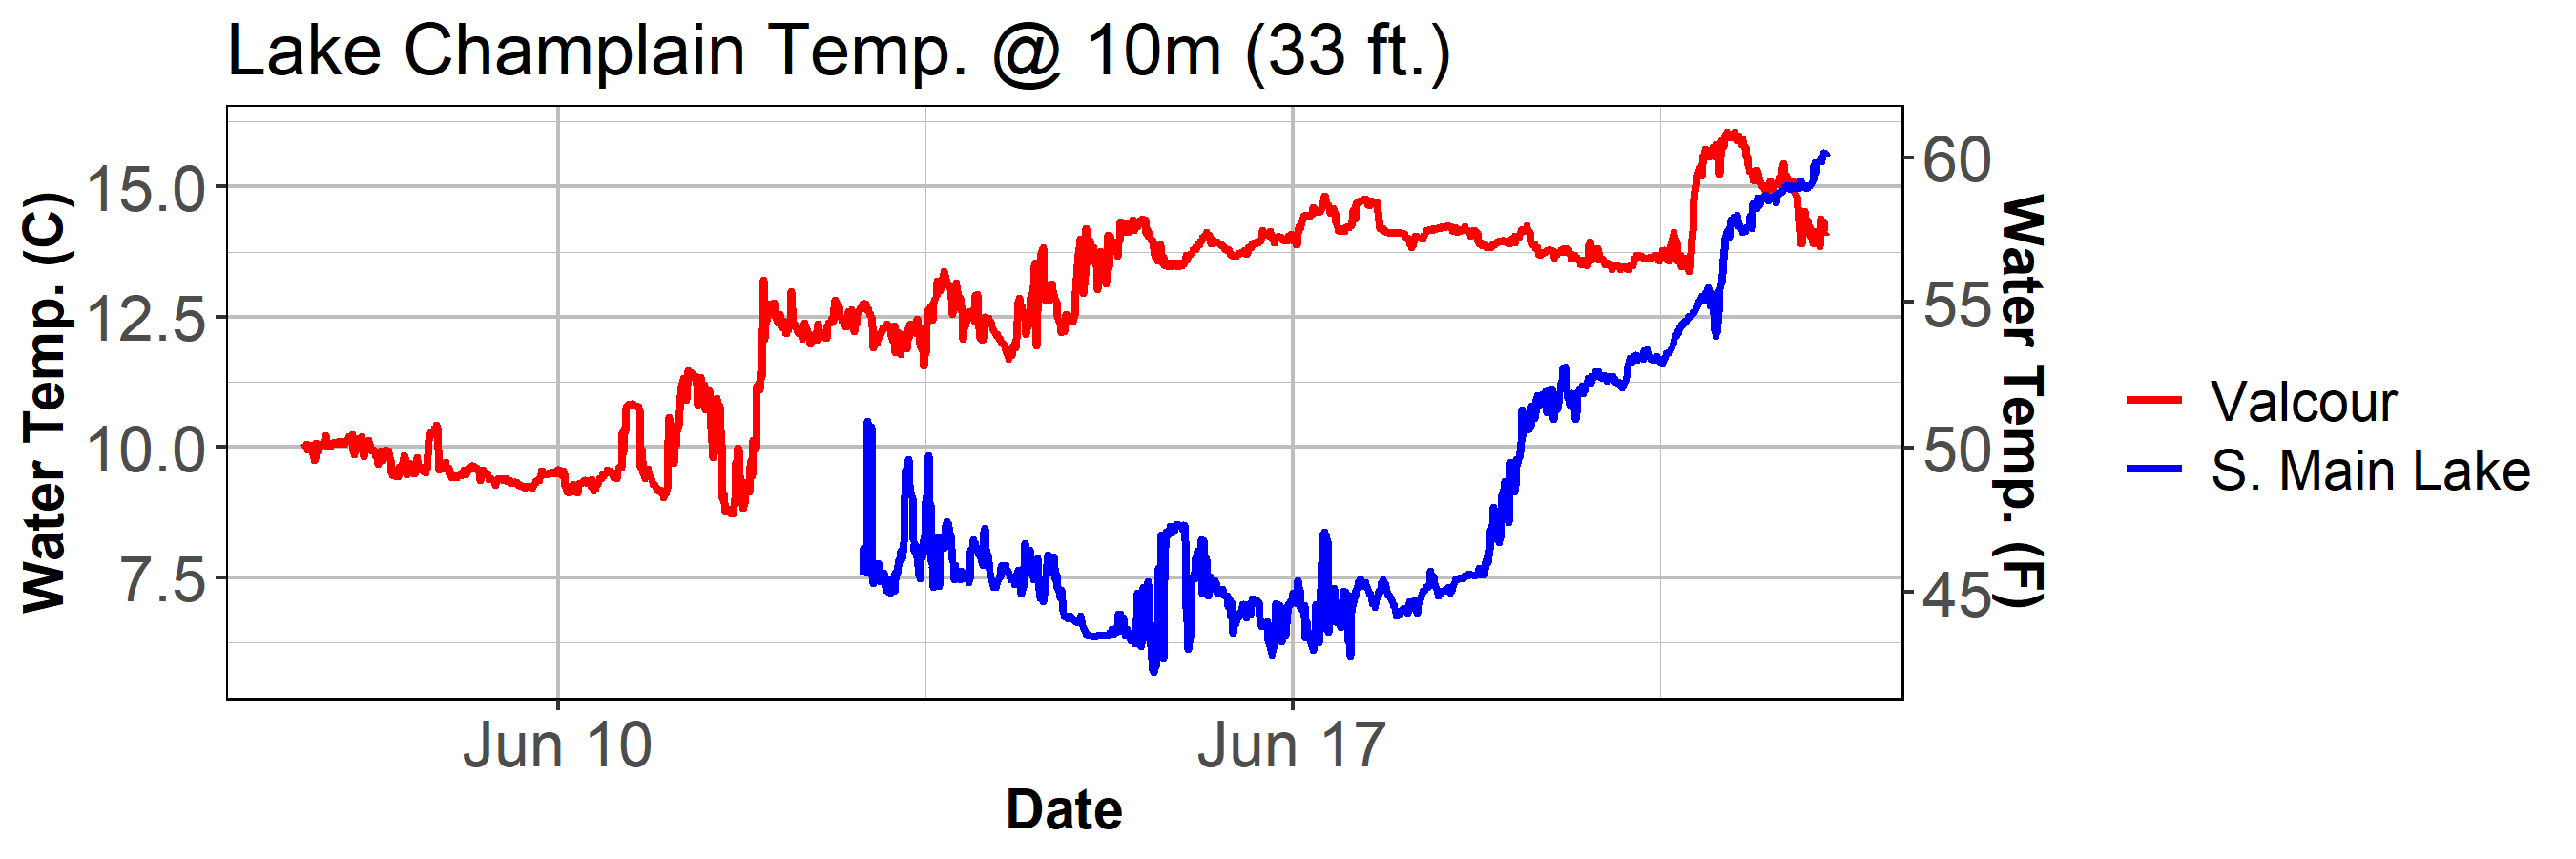 Lake Champlain Temp. @ 10m (33 ft.)
Water Temp. (C)
15.0
12.5
10.0
7.5
60
55
50
45
Water Temp. (F)
Jun 10
Jun 17
Date
Valcour
S. Main Lake